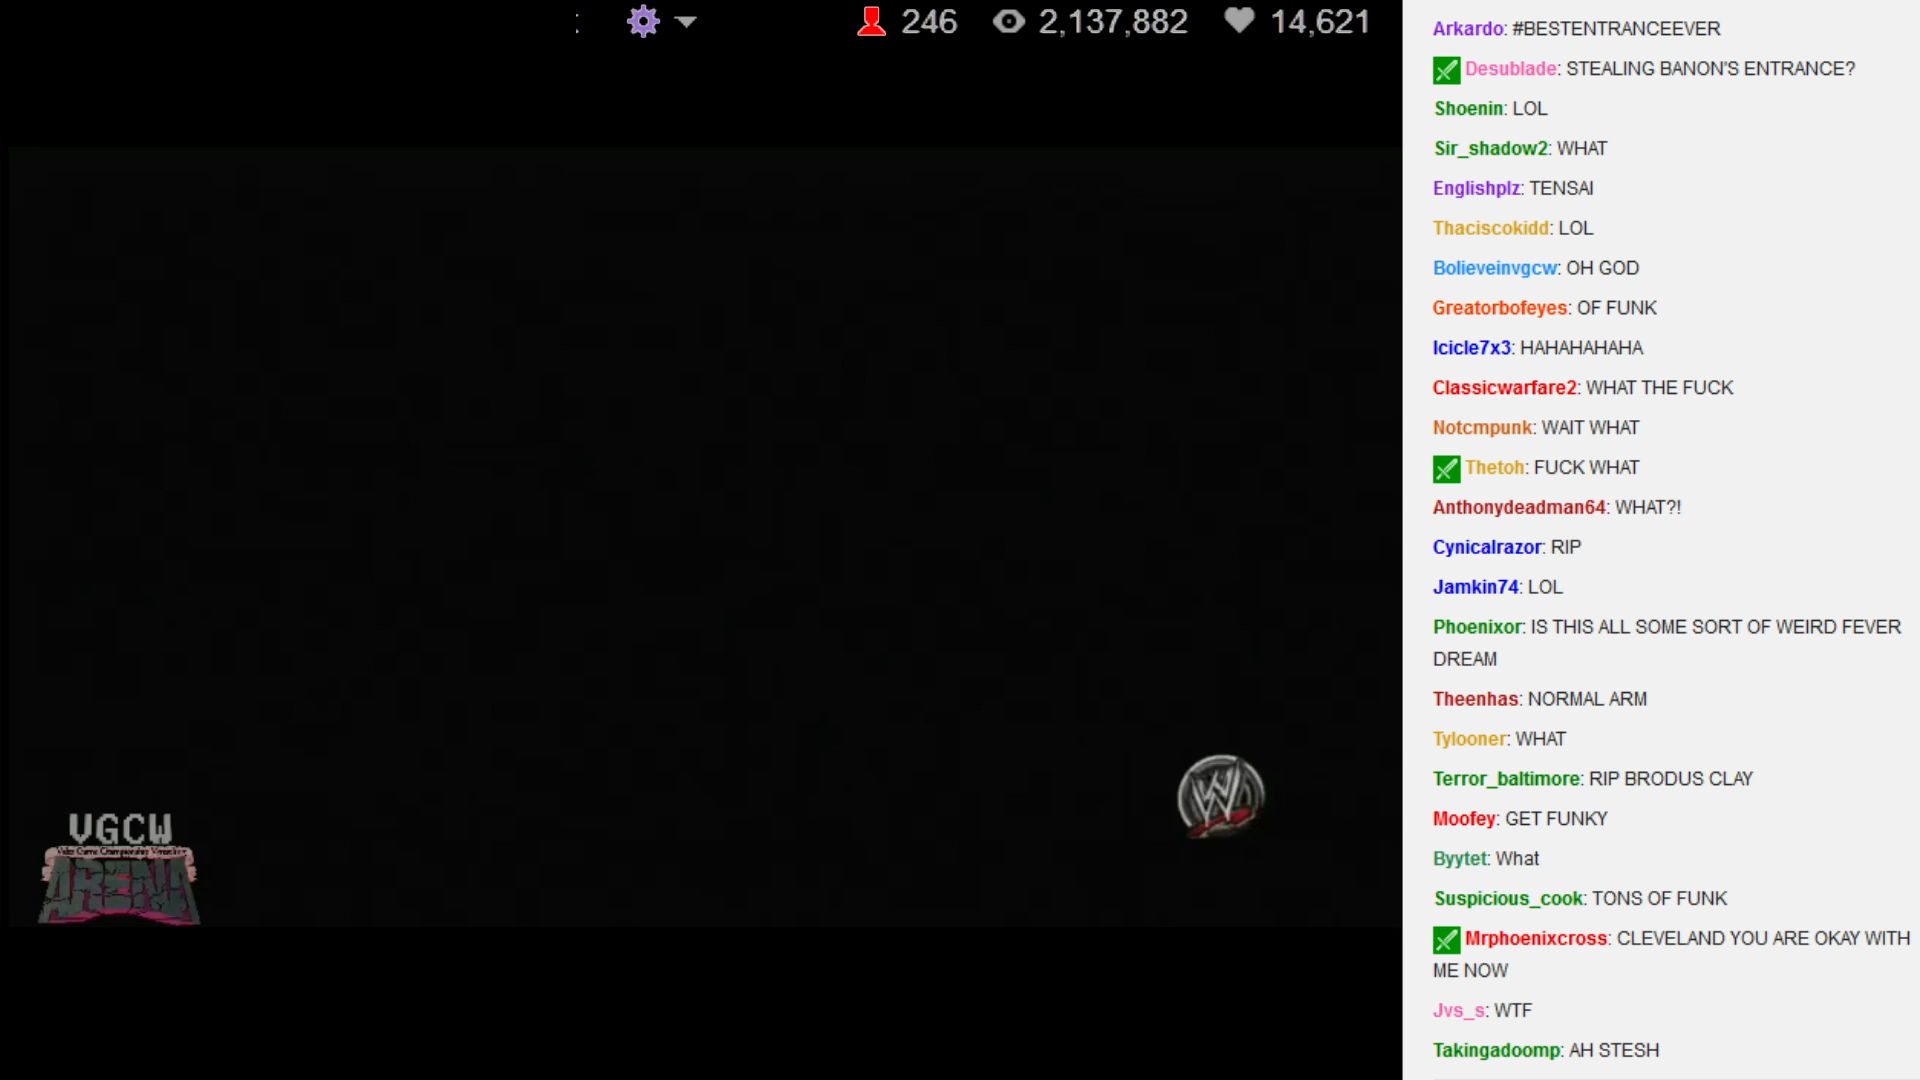 246 2,137,882 14,621
Arkardo: #BESTENTRANCEEVER
Desublade: STEALING BANON'S ENTRANCE?
Shoenin: LOL
Sir_shadow2: WHAT
Englishplz: TENSAI
Thaciscokidd: LOL
Bolieveinvgcw: OH GOD
Greatorbofeyes: OF FUNK
Icicle7x3: HAHAHAHAHA
Classicwarfare2: WHAT THE FUCK
Notcmpunk: WAIT WHAT
Thetoh: FUCK WHAT
Anthonydeadman64: WHAT?!
Cynicalrazor: RIP
Jamkin74: LOL
Phoenixor: IS THIS ALL SOME SORT OF WEIRD FEVER
DREAM
Theenhas: NORMAL ARM
Tylooner: WHAT
Terror_baltimore: RIP BRODUS CLAY
Moofey: GET FUNKY
Byytet: What
Suspicious_cook: TONS OF FUNK
Mrphoenixcross: CLEVELAND YOU ARE OKAY WITH
ME NOW
Jvs_s: WTF
Takingadoomp: AH STESH
W
VGCW
ARENA